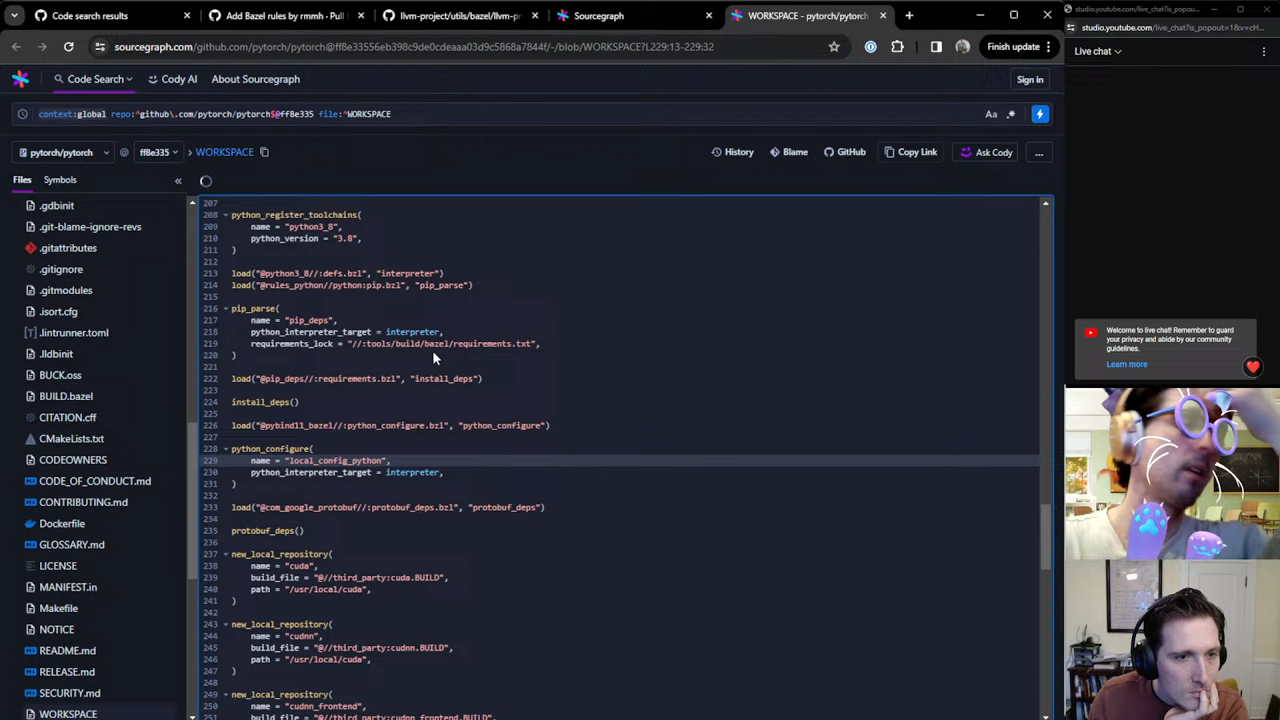 Code search results
Add Bazel rules by rmmh · Pull
llvm-project/utils/bazel/llvm-p
Sourcegraph
WORKSPACE - pytorch/pytorch
studio.youtube.com/live_chat?is_popout=1&v=c
sourcegraph.com/github.com/pytorch/pytorch@ff8e33556eb398c9de0cdeaaa03d9c5868a7844f/-/blob/WORKSPACE?L229:13-229:32
Finish update
Live chat
Code Search
Cody AI
About Sourcegraph
Sign in
context:global repo:^github\.com/pytorch/pytorch$@ff8e335 file:^WORKSPACE
Aa
pytorch/pytorch
@
ff8e335
› WORKSPACE
History
Blame
GitHub
Copy Link
Ask Cody
...
Files
Symbols
«
.gdbinit
.git-blame-ignore-revs
.gitattributes
.gitignore
.gitmodules
.isort.cfg
.lintrunner.toml
.lldbinit
BUCK.oss
BUILD.bazel
CITATION.cff
CMakeLists.txt
CODEOWNERS
CODE_OF_CONDUCT.md
CONTRIBUTING.md
Dockerfile
GLOSSARY.md
LICENSE
MANIFEST.in
Makefile
NOTICE
README.md
RELEASE.md
SECURITY.md
WORKSPACE
207
208 python_register_toolchains(
209 name = "python3_8",
210 python_version = "3.8",
211 )
212
213 load("@python3_8//:defs.bzl", "interpreter")
214 load("@rules_python//python:pip.bzl", "pip_parse")
215
216 pip_parse(
217 name = "pip_deps",
218 python_interpreter_target = interpreter,
219 requirements_lock = "//:tools/build/bazel/requirements.txt",
220 )
221
222 load("@pip_deps//:requirements.bzl", "install_deps")
223
224 install_deps()
225
226 load("@pybind11_bazel//:python_configure.bzl", "python_configure")
227
228 python_configure(
229 name = "local_config_python",
230 python_interpreter_target = interpreter,
231 )
232
233 load("@com_google_protobuf//:protobuf_deps.bzl", "protobuf_deps")
234
235 protobuf_deps()
236
237 new_local_repository(
238 name = "cuda",
239 build_file = "@//third_party:cuda.BUILD",
240 path = "/usr/local/cuda",
241 )
242
243 new_local_repository(
244 name = "cudnn",
245 build_file = "@//third_party:cudnn.BUILD",
246 path = "/usr/local/cuda",
247 )
248
249 new_local_repository(
250 name = "cudnn_frontend",
251 build_file = "@//third_party:cudnn_frontend.BUILD",
Welcome to live chat! Remember to guard
your privacy and abide by our community
guidelines.
Learn more